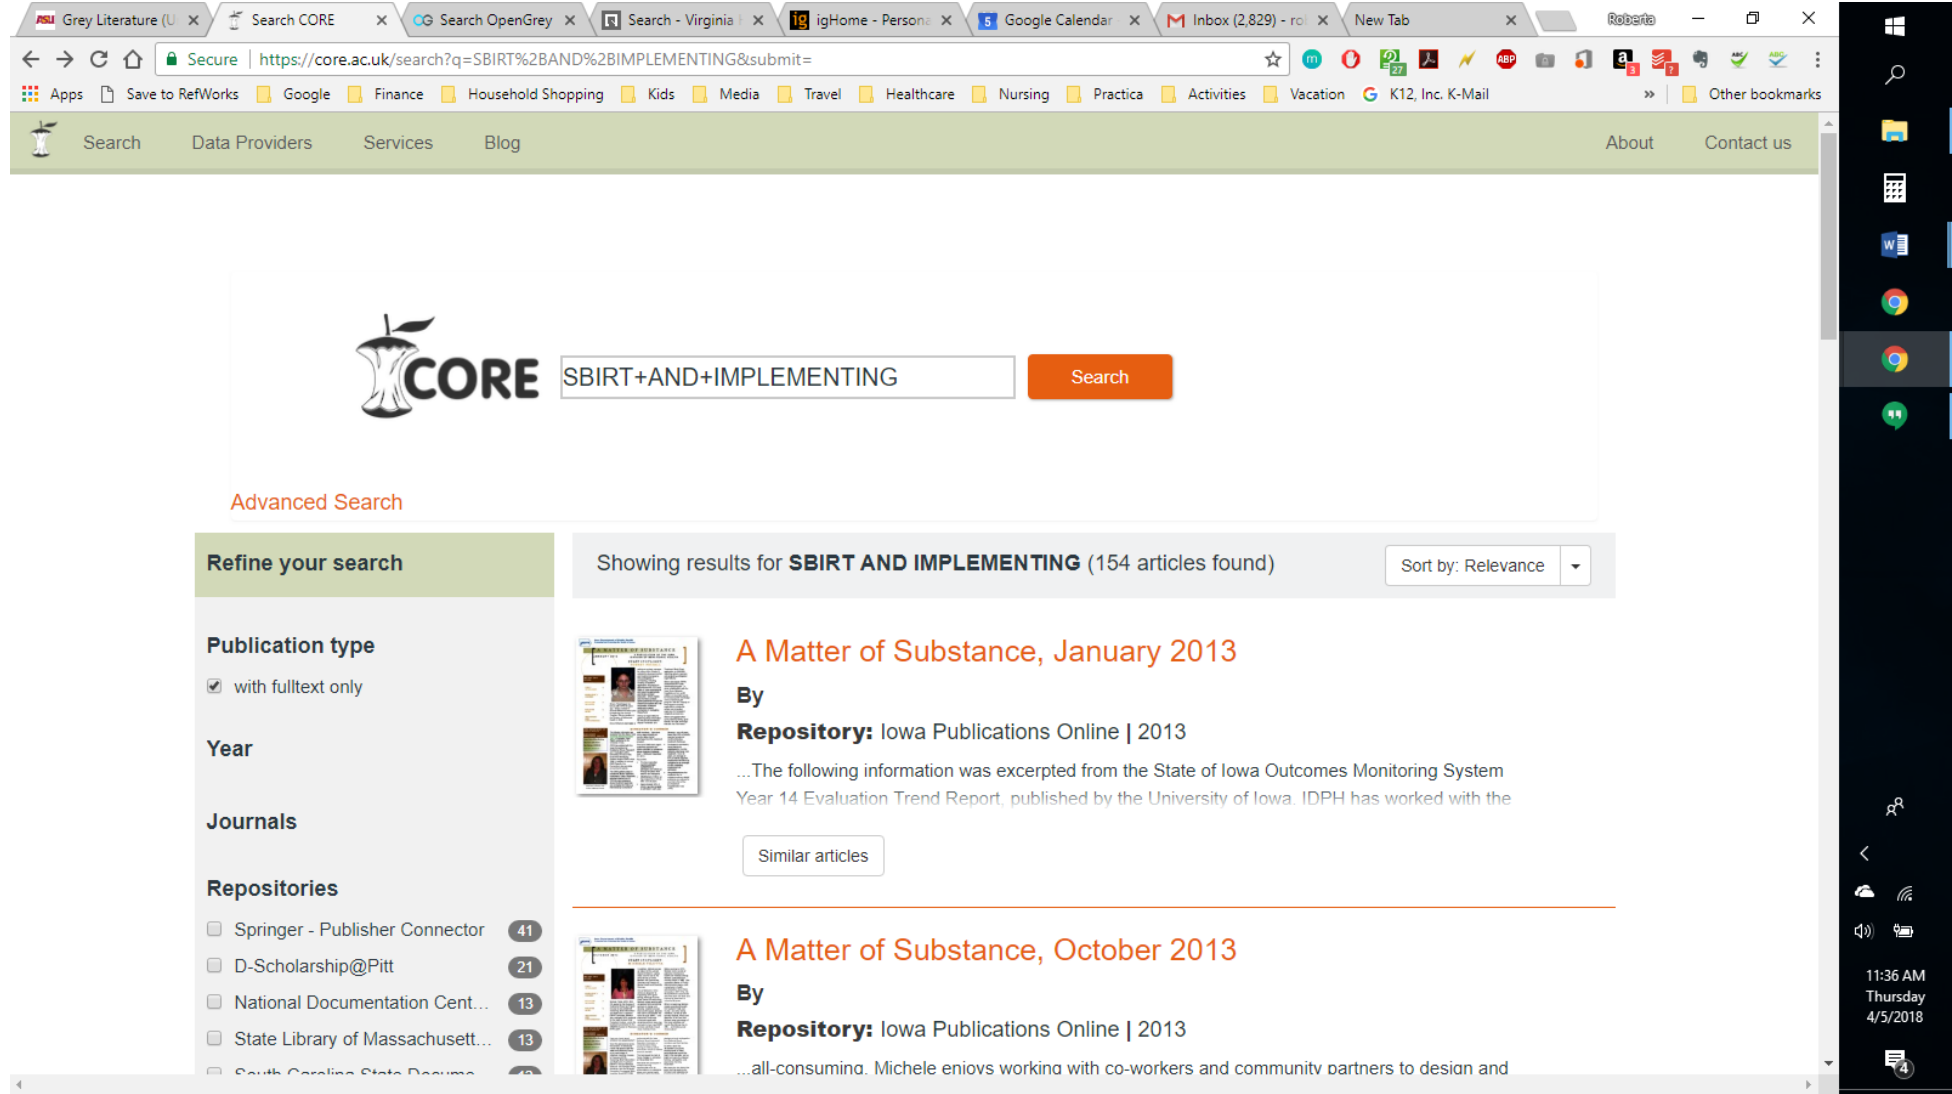 Grey Literature (U
Search CORE
Search OpenGrey
Search - Virginia
igHome - Persona
Google Calendar
Inbox (2,829) - rol
New Tab
Roberta
Secure
https://core.ac.uk/search?q=SBIRT%2BAND%2BIMPLEMENTING&submit=
Apps
Save to RefWorks
Google
Finance
Household Shopping
Kids
Media
Travel
Healthcare
Nursing
Practica
Activities
Vacation
K12, Inc. K-Mail
»
Other bookmarks
Search
Data Providers
Services
Blog
About
Contact us
CORE
SBIRT+AND+IMPLEMENTING
Search
Advanced Search
Refine your search
Showing results for SBIRT AND IMPLEMENTING (154 articles found)
Sort by: Relevance
Publication type
with fulltext only
Year
Journals
Repositories
Springer - Publisher Connector 41
D-Scholarship@Pitt 21
National Documentation Cent... 13
State Library of Massachusett... 13
South Carolina State Docume...
A Matter of Substance, January 2013
By
Repository: Iowa Publications Online | 2013
...The following information was excerpted from the State of Iowa Outcomes Monitoring System
Year 14 Evaluation Trend Report, published by the University of Iowa. IDPH has worked with the
Similar articles
A Matter of Substance, October 2013
By
Repository: Iowa Publications Online | 2013
...all-consuming. Michele enjoys working with co-workers and community partners to design and
11:36 AM
Thursday
4/5/2018
4